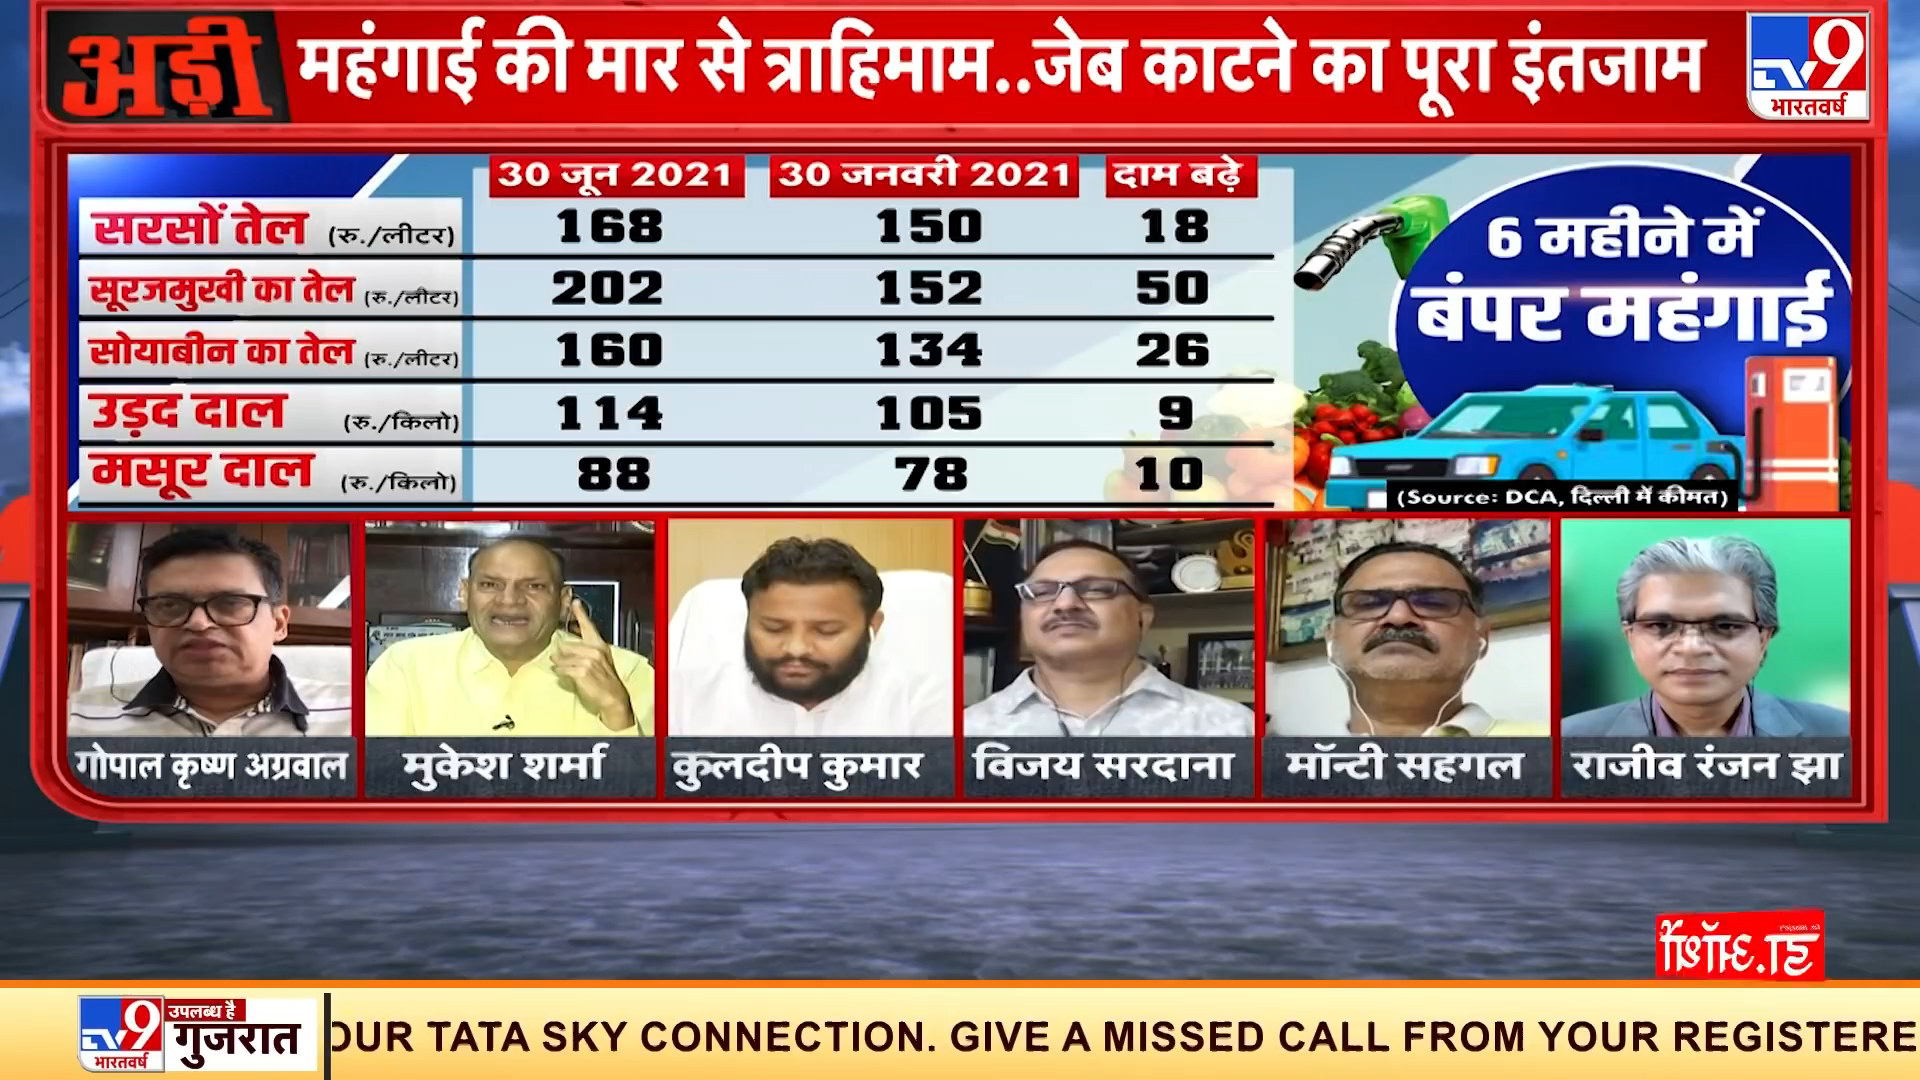 अड़ी
महंगाई की मार से त्राहिमाम..जेब काटने का पूरा इंतजाम
TV9
भारतवर्ष
30 जून 2021 30 जनवरी 2021 दाम बढ़े
सरसों तेल (रु./लीटर) 168 150 18
सूरजमुखी का तेल (रु./लीटर) 202 152 50
सोयाबीन का तेल (रु./लीटर) 160 134 26
उड़द दाल (रु./किलो) 114 105 9
मसूर दाल (रु./किलो) 88 78 10
6 महीने में
बंपर महंगाई
(Source: DCA, दिल्ली में कीमत)
गोपाल कृष्ण अग्रवाल
मुकेश शर्मा
कुलदीप कुमार
विजय सरदाना
मॉन्टी सहगल
राजीव रंजन झा
TV9
भारतवर्ष
उपलब्ध है
गुजरात
OUR TATA SKY CONNECTION. GIVE A MISSED CALL FROM YOUR REGISTERE